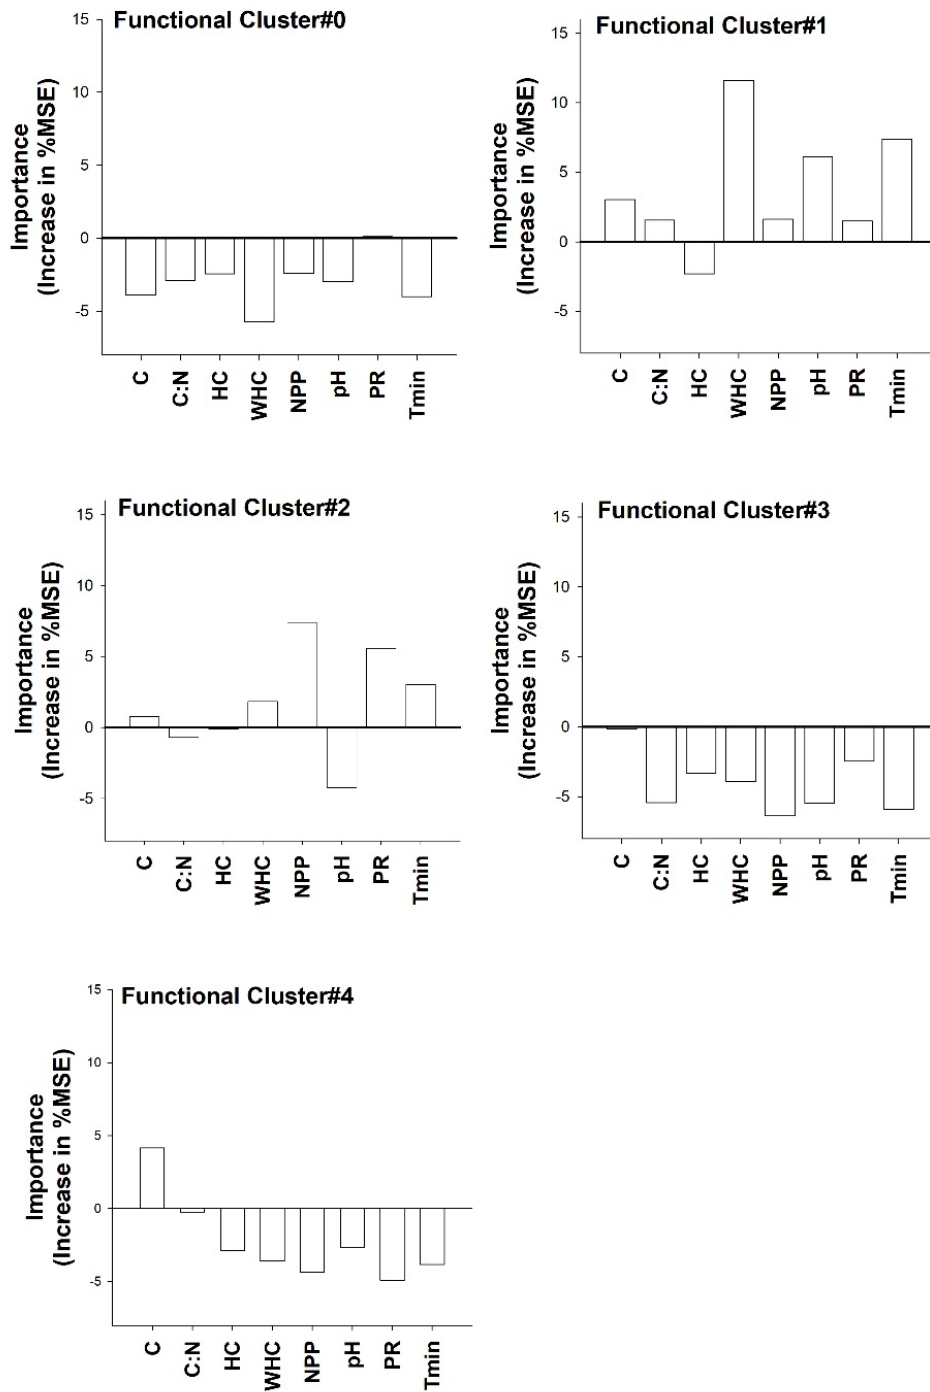 Functional Cluster#0
Importance
(Increase in %MSE)
15
10
5
0
-5
C
C:N
HC
WHC
NPP
pH
PR
Tmin
Functional Cluster#1
Importance
(Increase in %MSE)
15
10
5
0
-5
C
C:N
HC
WHC
NPP
pH
PR
Tmin
Functional Cluster#2
Importance
(Increase in %MSE)
15
10
5
0
-5
C
C:N
HC
WHC
NPP
pH
PR
Tmin
Functional Cluster#3
Importance
(Increase in %MSE)
15
10
5
0
-5
C
C:N
HC
WHC
NPP
pH
PR
Tmin
Functional Cluster#4
Importance
(Increase in %MSE)
15
10
5
0
-5
C
C:N
HC
WHC
NPP
pH
PR
Tmin